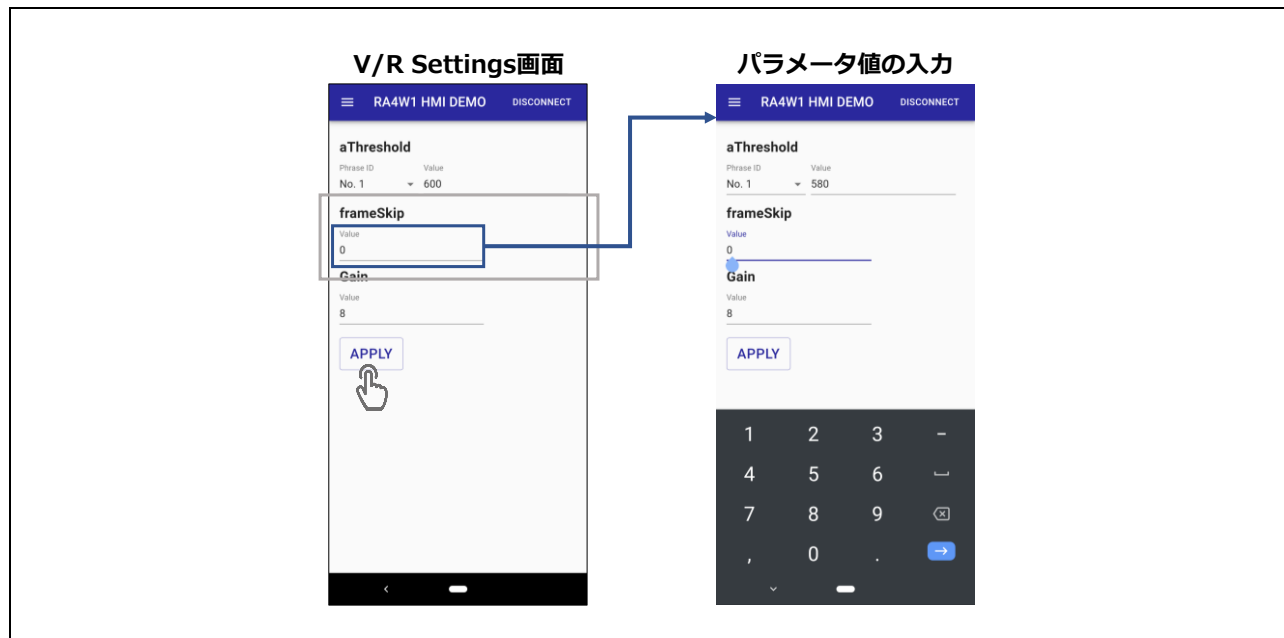 V/R Settings画面
RA4W1 HMI DEMO DISCONNECT
aThreshold
Phrase ID Value
No. 1 600
frameSkip
Value
0
Gain
Value
8
APPLY
パラメータ値の入力
RA4W1 HMI DEMO DISCONNECT
aThreshold
Phrase ID Value
No. 1 580
frameSkip
Value
0
Gain
Value
8
APPLY
1 2 3 -
4 5 6
7 8 9
, 0 .